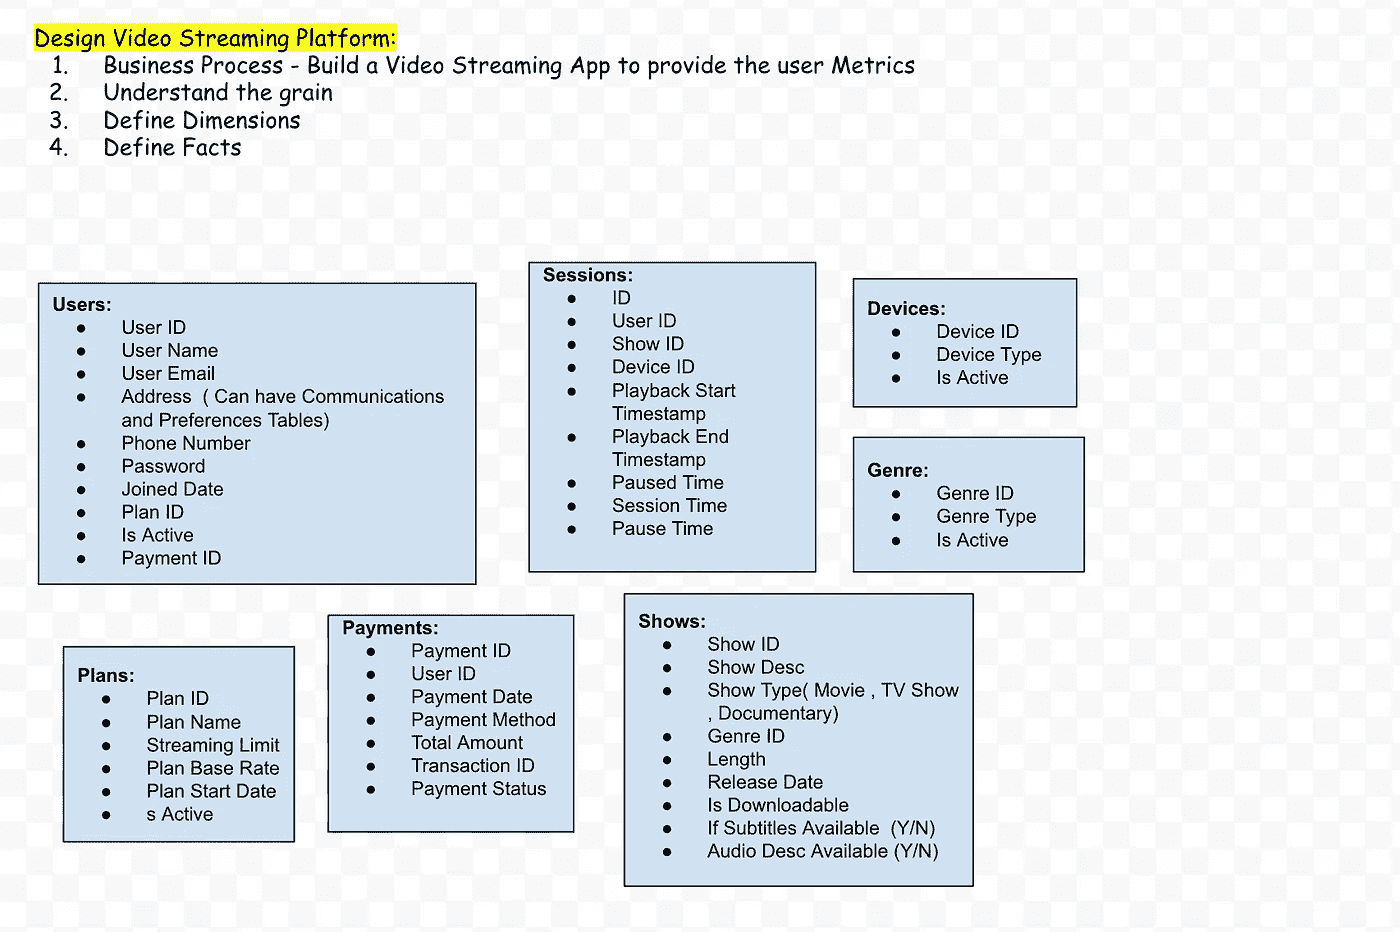 Design Video Streaming Platform:
1. Business Process - Build a Video Streaming App to provide the user Metrics
2. Understand the grain
3. Define Dimensions
4. Define Facts
Users:
● User ID
● User Name
● User Email
● Address ( Can have Communications
and Preferences Tables)
● Phone Number
● Password
● Joined Date
● Plan ID
● Is Active
● Payment ID
Sessions:
● ID
● User ID
● Show ID
● Device ID
● Playback Start
Timestamp
● Playback End
Timestamp
● Paused Time
● Session Time
● Pause Time
Devices:
● Device ID
● Device Type
● Is Active
Genre:
● Genre ID
● Genre Type
● Is Active
Plans:
● Plan ID
● Plan Name
● Streaming Limit
● Plan Base Rate
● Plan Start Date
● s Active
Payments:
● Payment ID
● User ID
● Payment Date
● Payment Method
● Total Amount
● Transaction ID
● Payment Status
Shows:
● Show ID
● Show Desc
● Show Type( Movie , TV Show
, Documentary)
● Genre ID
● Length
● Release Date
● Is Downloadable
● If Subtitles Available (Y/N)
● Audio Desc Available (Y/N)